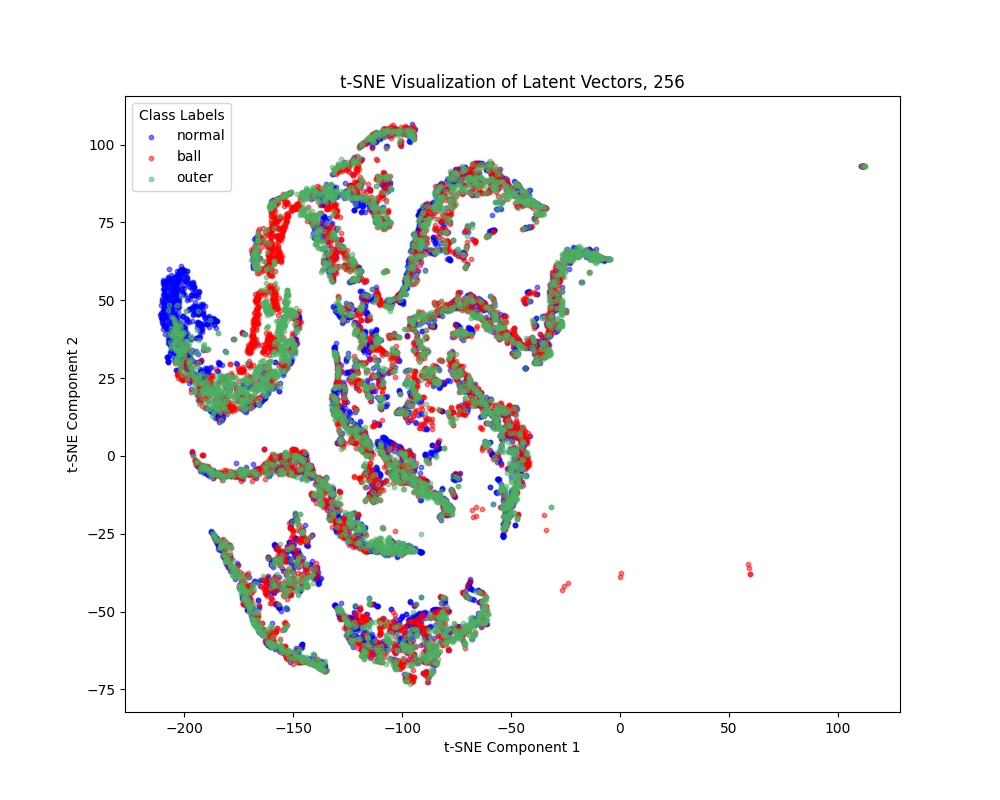 t-SNE Visualization of Latent Vectors, 256
Class Labels
normal
ball
outer
100
75
50
25
0
−25
−50
−75
t-SNE Component 2
−200
−150
−100
−50
0
50
100
t-SNE Component 1